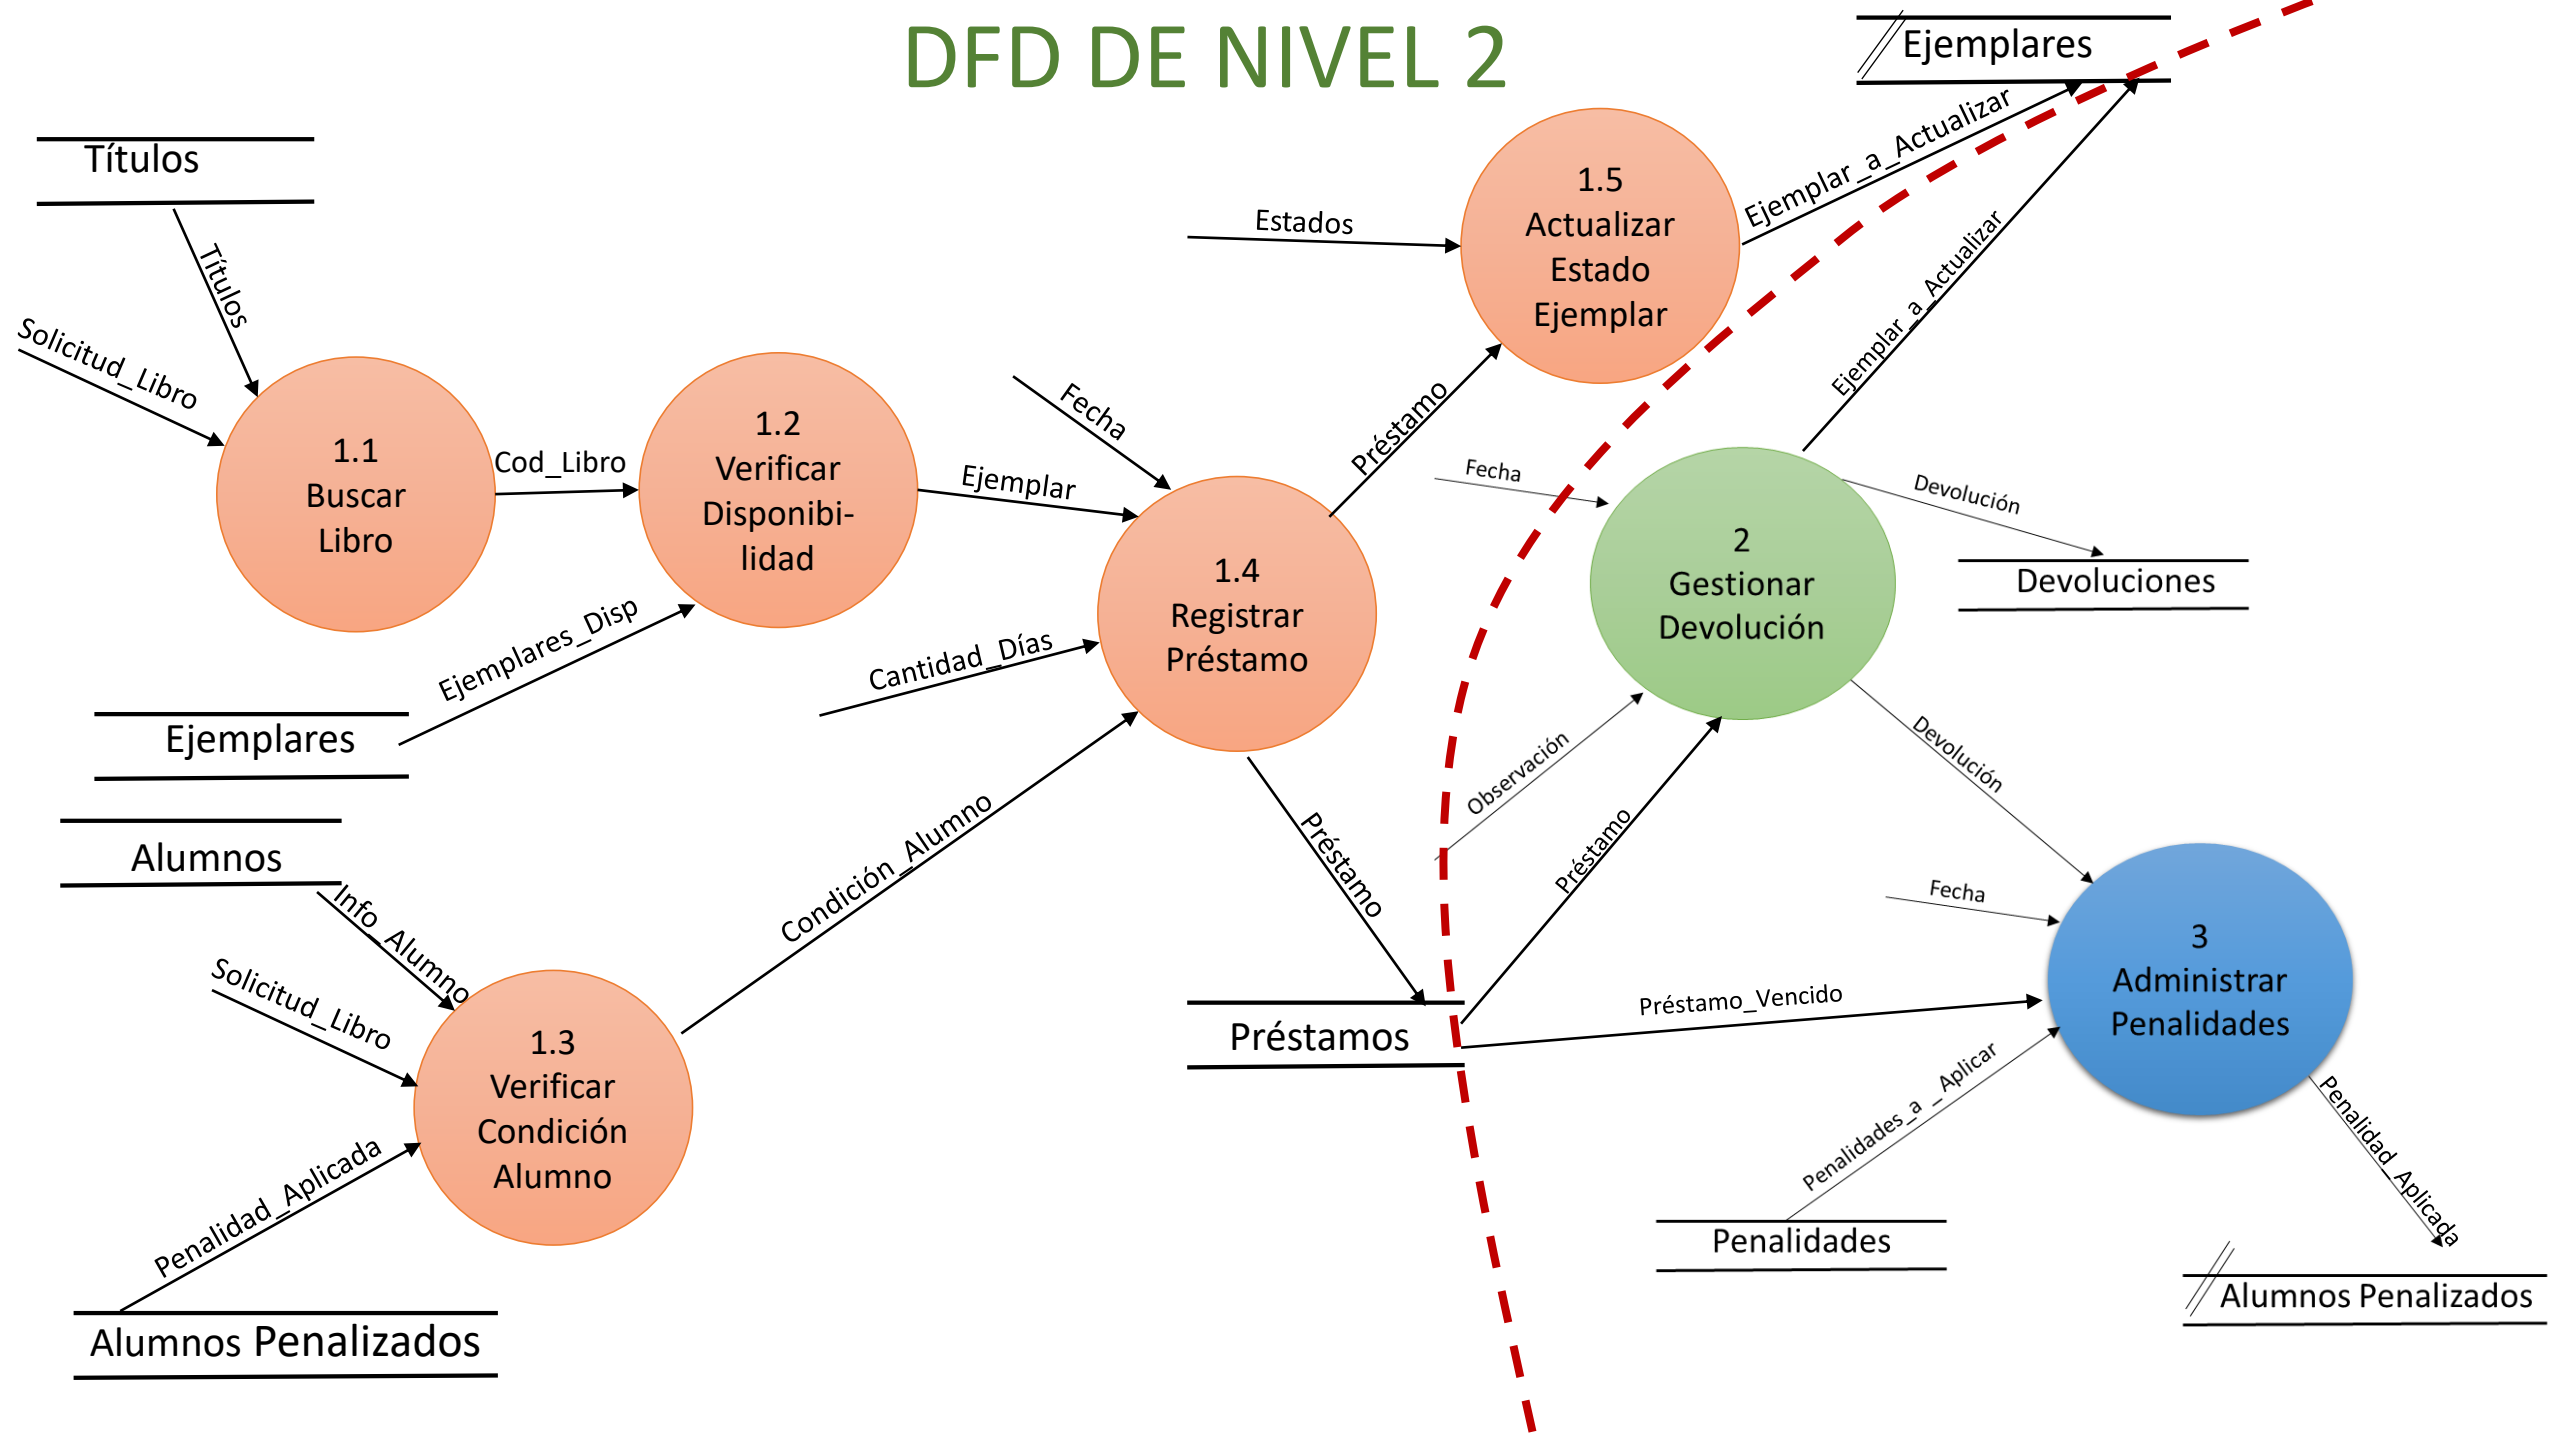 DFD DE NIVEL 2
Ejemplares
Títulos
Títulos
Solicitud_Libro
1.1
Buscar
Libro
Cod_Libro
1.2
Verificar
Disponibi-
lidad
Ejemplares_Disp
Ejemplares
Fecha
Ejemplar
Cantidad_Días
1.4
Registrar
Préstamo
Estados
Préstamo
1.5
Actualizar
Estado
Ejemplar
Ejemplar_a_Actualizar
Ejemplar_a_Actualizar
Fecha
2
Gestionar
Devolución
Devolución
Devoluciones
Observación
Préstamo
Devolución
Alumnos
Info_Alumno
Solicitud_Libro
1.3
Verificar
Condición
Alumno
Condición_Alumno
Penalidad_Aplicada
Alumnos Penalizados
Préstamo
Préstamos
Préstamo_Vencido
Fecha
3
Administrar
Penalidades
Penalidades_a _Aplicar
Penalidades
Penalidad_Aplicada
Alumnos Penalizados